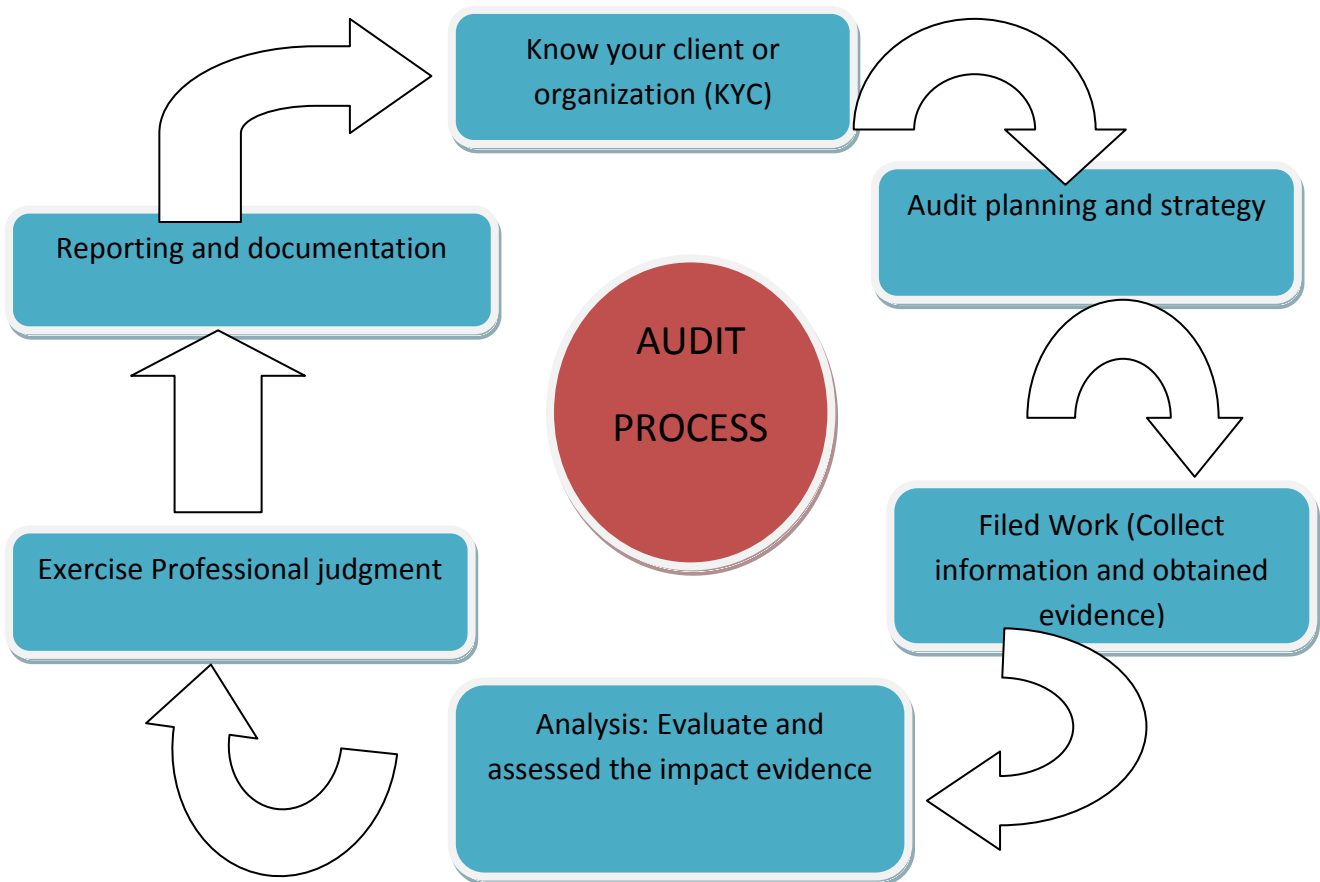 Know your client or
organization (KYC)
Audit planning and strategy
Reporting and documentation
AUDIT
PROCESS
Filed Work (Collect
information and obtained
evidence)
Exercise Professional judgment
Analysis: Evaluate and
assessed the impact evidence